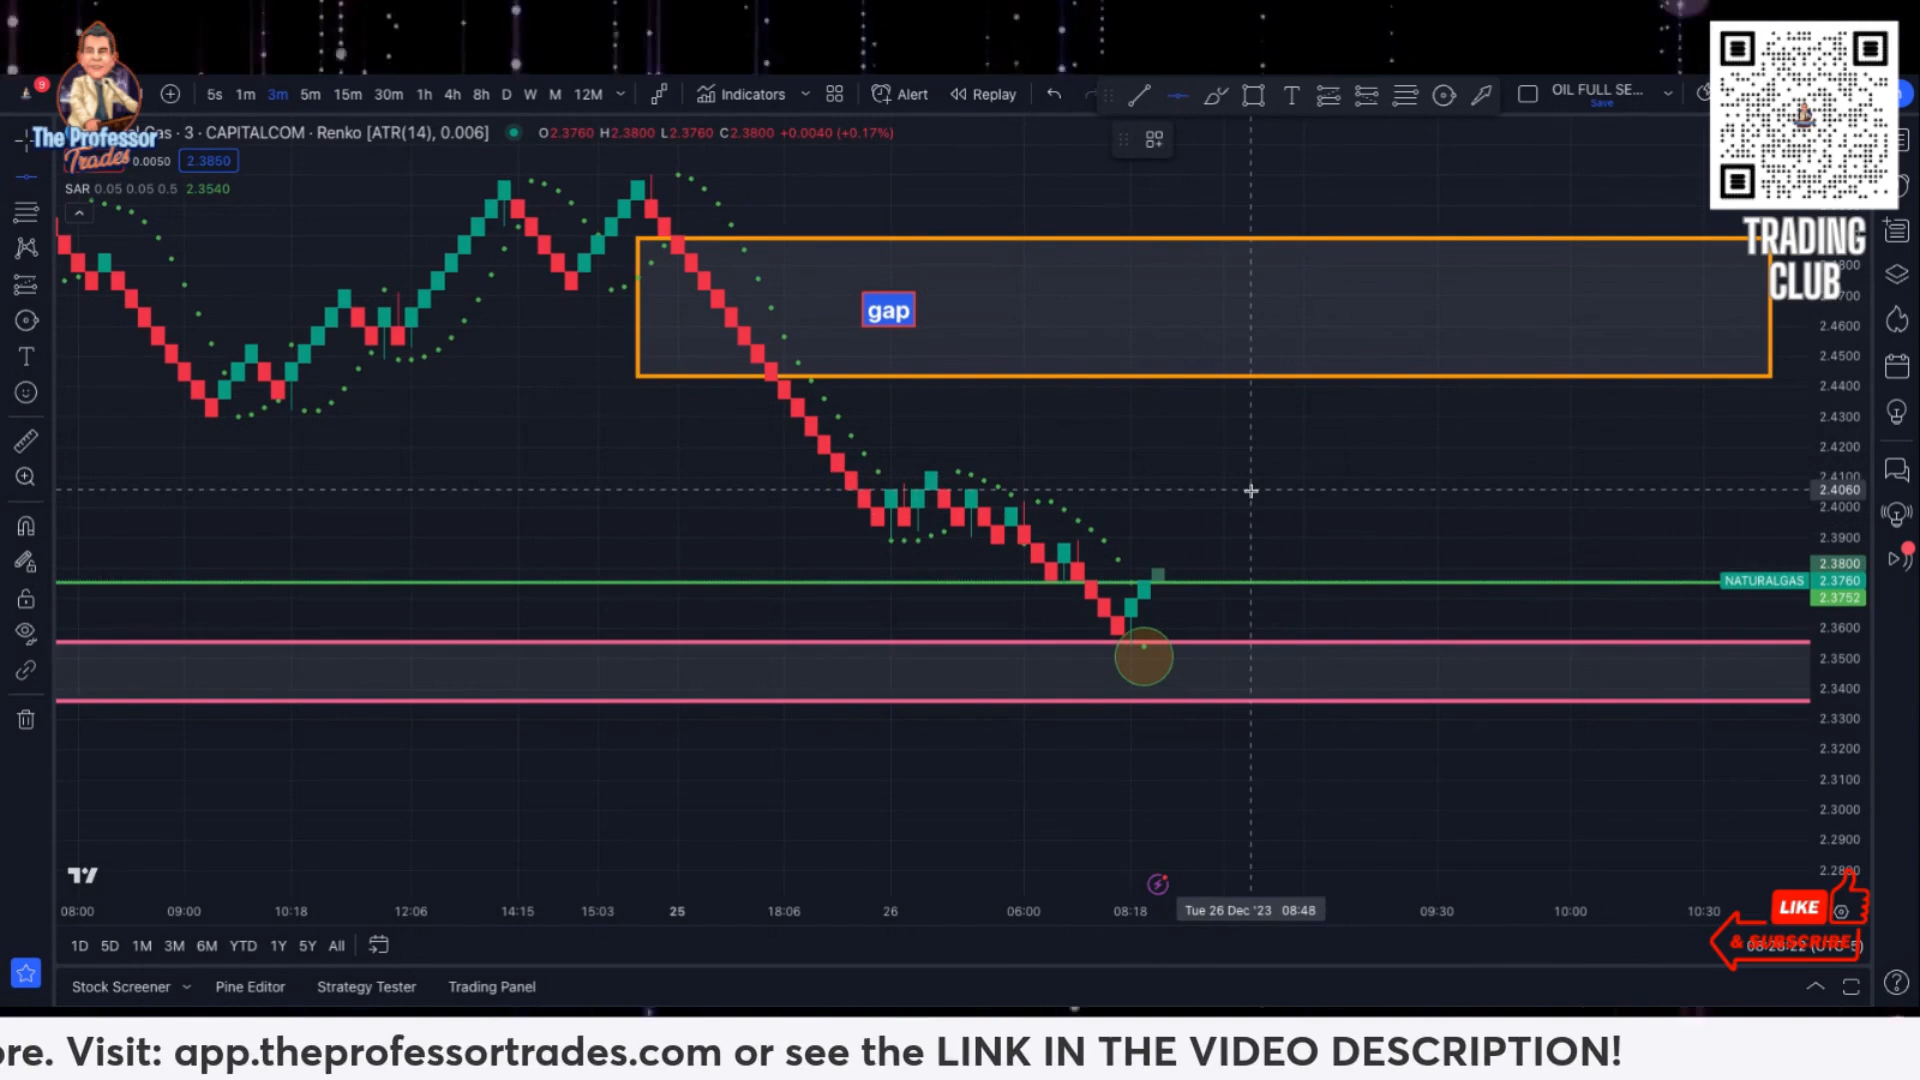 9
5s 1m 3m 5m 15m 30m 1h 4h 8h D W M 12M Indicators Alert Replay OIL FULL SE... Save
The Professor
Trades
Gas · 3 · CAPITALCOM · Renko [ATR(14), 0.006] O2.3760 H2.3800 L2.3760 C2.3800 +0.0040 (+0.17%)
0.0050 2.3850
SAR 0.05 0.05 0.5 2.3540
TRADING
CLUB
gap
2.4600
2.4500
2.4400
2.4300
2.4200
2.4100
2.4060
2.4000
2.3900
2.3800
NATURALGAS 2.3760
2.3752
2.3600
2.3500
2.3400
2.3300
2.3200
2.3100
2.3000
2.2900
08:00 09:00 10:18 12:06 14:15 15:03 25 18:06 26 06:00 08:18 Tue 26 Dec '23 08:48 09:30 10:00 10:30
LIKE
& SUBSCRIBE
1D 5D 1M 3M 6M YTD 1Y 5Y All
Stock Screener Pine Editor Strategy Tester Trading Panel
ore. Visit: app.theprofessortrades.com or see the LINK IN THE VIDEO DESCRIPTION!